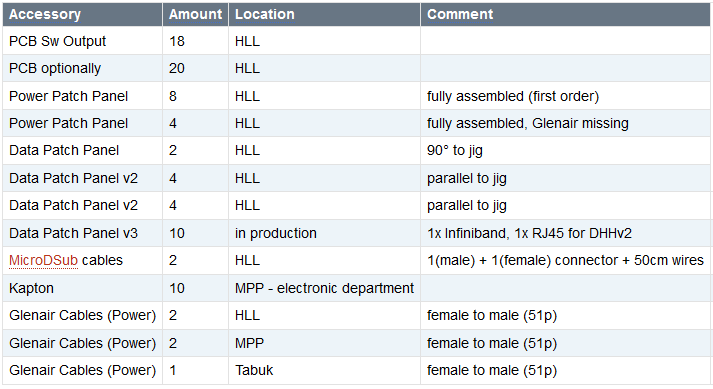 Accessory Amount Location Comment
PCB Sw Output 18 HLL
PCB optionally 20 HLL
Power Patch Panel 8 HLL fully assembled (first order)
Power Patch Panel 4 HLL fully assembled, Glenair missing
Data Patch Panel 2 HLL 90° to jig
Data Patch Panel v2 4 HLL parallel to jig
Data Patch Panel v2 4 HLL parallel to jig
Data Patch Panel v3 10 in production 1x Infiniband, 1x RJ45 for DHHv2
MicroDSub cables 2 HLL 1(male) + 1(female) connector + 50cm wires
Kapton 10 MPP - electronic department
Glenair Cables (Power) 2 HLL female to male (51p)
Glenair Cables (Power) 2 MPP female to male (51p)
Glenair Cables (Power) 1 Tabuk female to male (51p)